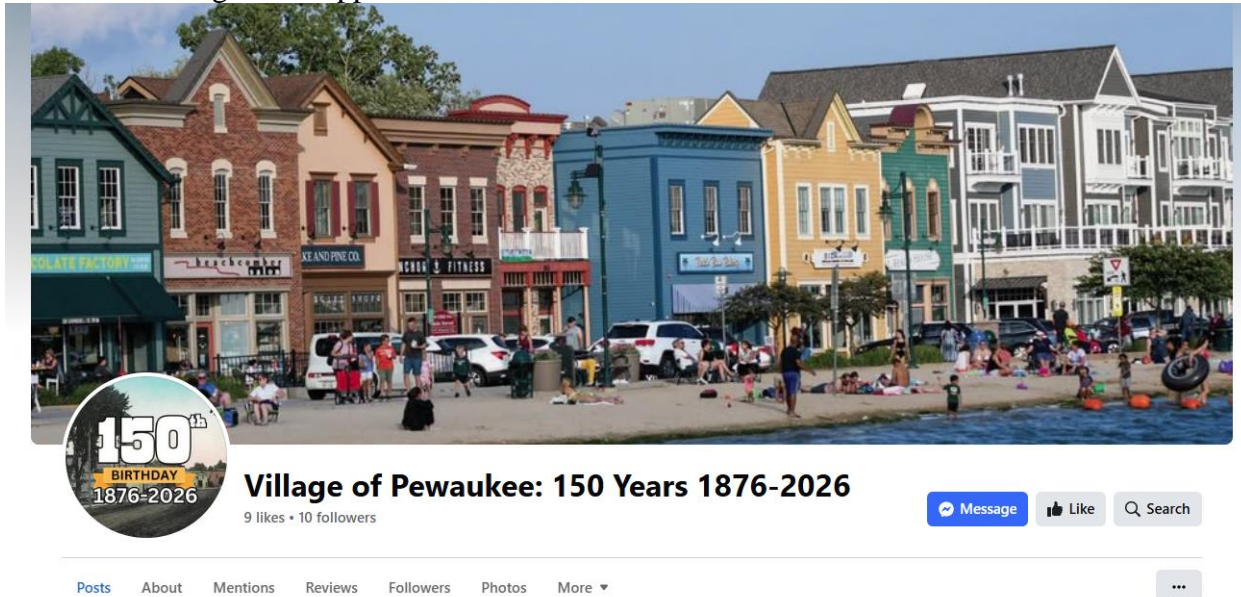 COLATE FACTORY
beachcomber
KE AND PINE CO.
FITNESS
150th
BIRTHDAY
1876-2026
Village of Pewaukee: 150 Years 1876-2026
9 likes • 10 followers
Message
Like
Search
Posts
About
Mentions
Reviews
Followers
Photos
More